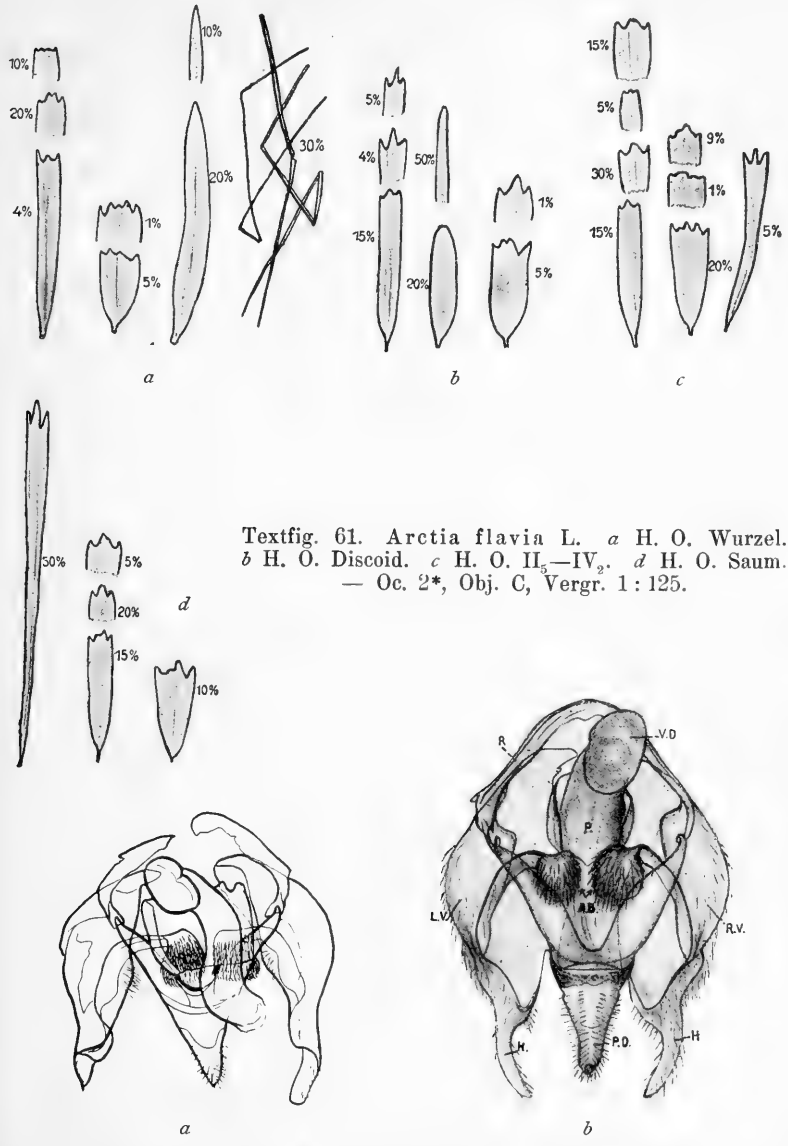 10%
20%
4%
1%
5%
10%
20%
30%
a
5%
4%
15%
50%
20%
1%
5%
b
15%
5%
30%
15%
9%
1%
20%
5%
c
50%
5%
20%
15%
10%
d
Textfig. 61. Arctia flavia L. a H. O. Wurzel.
b H. O. Discoid. c H. O. II₅—IV₂. d H. O. Saum.
— Oc. 2*, Obj. C, Vergr. 1 : 125.
a
R
V.D
P.
L.V.
A.B.
R.V.
H.
P.D.
H
b